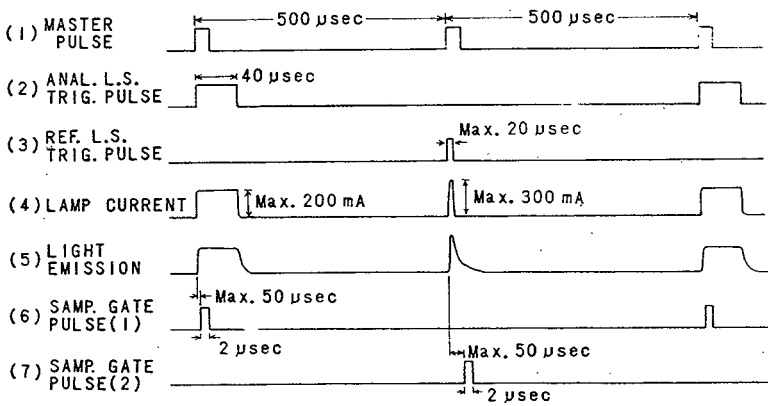 500 µsec
500 µsec
(1) MASTER
PULSE
(2) ANAL. L.S.
TRIG. PULSE
40 µsec
(3) REF. L.S.
TRIG. PULSE
Max. 20 µsec
(4) LAMP CURRENT
Max. 200 mA
Max. 300 mA
(5) LIGHT
EMISSION
(6) SAMP. GATE
PULSE(1)
Max. 50 µsec
2 µsec
(7) SAMP. GATE
PULSE(2)
Max. 50 µsec
2 µsec